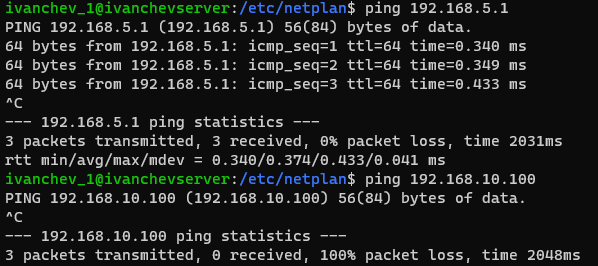 ivanchev_1@ivanchevserver:/etc/netplan$ ping 192.168.5.1
PING 192.168.5.1 (192.168.5.1) 56(84) bytes of data.
64 bytes from 192.168.5.1: icmp_seq=1 ttl=64 time=0.340 ms
64 bytes from 192.168.5.1: icmp_seq=2 ttl=64 time=0.349 ms
64 bytes from 192.168.5.1: icmp_seq=3 ttl=64 time=0.433 ms
^C
--- 192.168.5.1 ping statistics ---
3 packets transmitted, 3 received, 0% packet loss, time 2031ms
rtt min/avg/max/mdev = 0.340/0.374/0.433/0.041 ms
ivanchev_1@ivanchevserver:/etc/netplan$ ping 192.168.10.100
PING 192.168.10.100 (192.168.10.100) 56(84) bytes of data.
^C
--- 192.168.10.100 ping statistics ---
3 packets transmitted, 0 received, 100% packet loss, time 2048ms